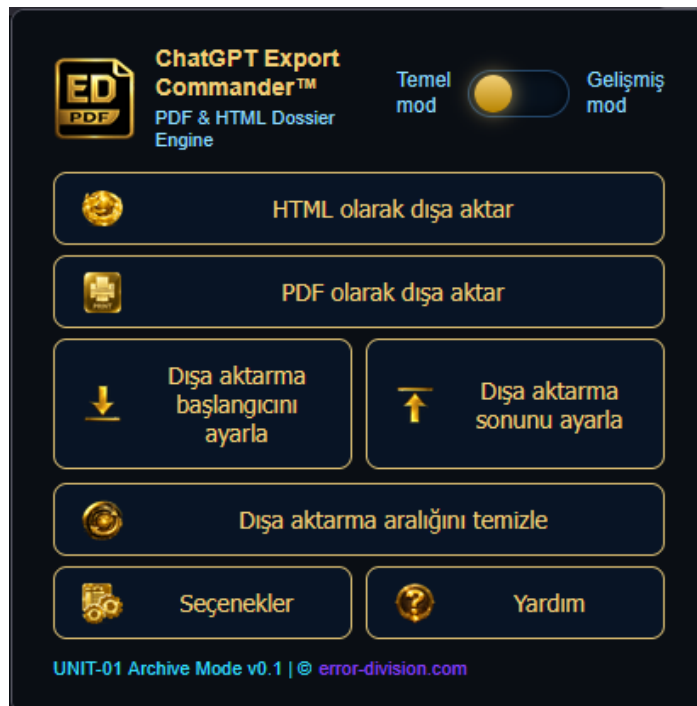 ChatGPT Export
Commander™
PDF & HTML Dossier
Engine
ED
PDF
Temel
mod
Gelişmiş
mod
HTML olarak dışa aktar
PRINT
PDF olarak dışa aktar
Dışa aktarma
başlangıcını
ayarla
Dışa aktarma
sonunu ayarla
Dışa aktarma aralığını temizle
Seçenekler
Yardım
UNIT-01 Archive Mode v0.1 | © error-division.com